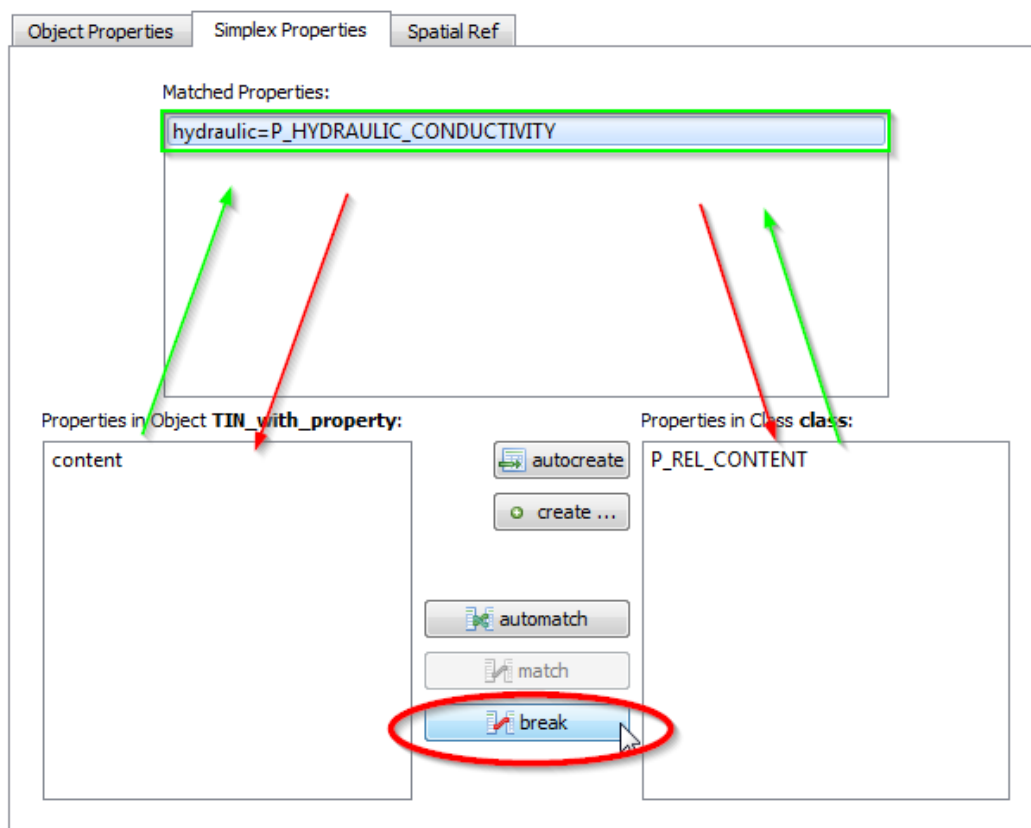 Object Properties Simplex Properties Spatial Ref
Matched Properties:
hydraulic=P_HYDRAULIC_CONDUCTIVITY
Properties in Object TIN_with_property:
Properties in Class class:
content
autocreate
P_REL_CONTENT
create ...
automatch
match
break